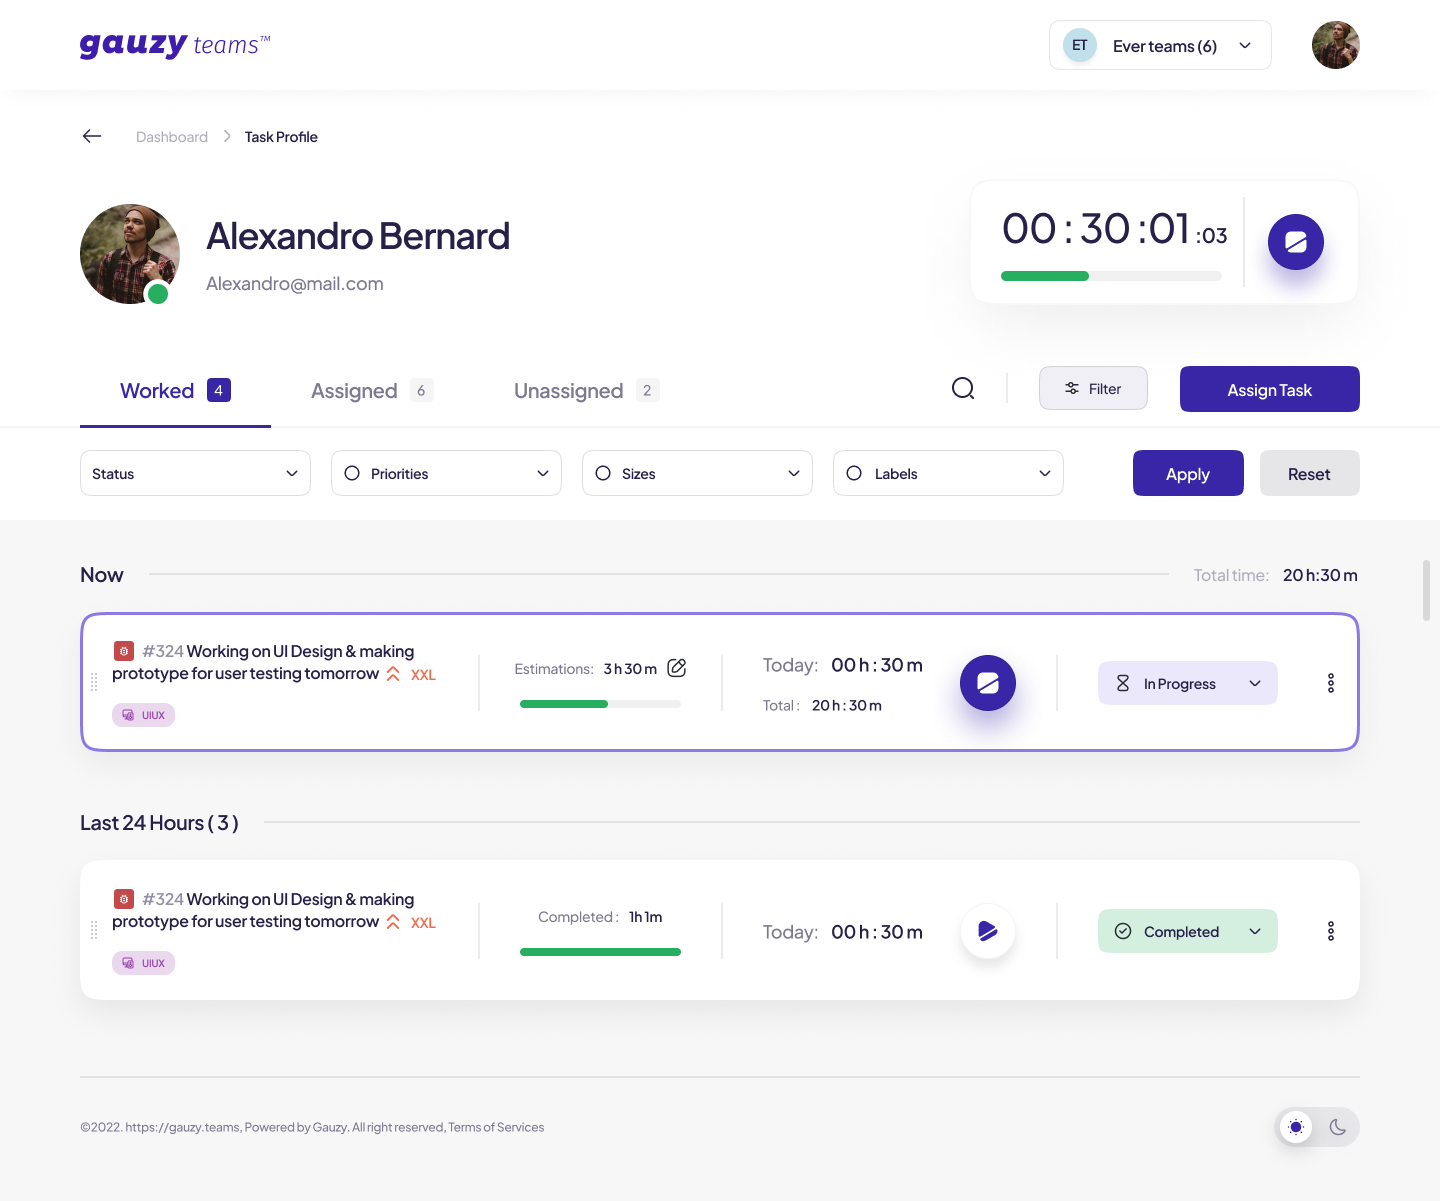 gauzy teams™
ET Ever teams (6)
Dashboard Task Profile
Alexandro Bernard
Alexandro@mail.com
00 : 30 :01 :03
Worked 4 Assigned 6 Unassigned 2 Filter Assign Task
Status Priorities Sizes Labels Apply Reset
Now Total time: 20 h:30 m
#324 Working on UI Design & making
prototype for user testing tomorrow XXL
UIUX
Estimations: 3 h 30 m
Today: 00 h : 30 m
Total : 20 h : 30 m
In Progress
Last 24 Hours ( 3 )
#324 Working on UI Design & making
prototype for user testing tomorrow XXL
UIUX
Completed : 1h 1m
Today: 00 h : 30 m
Completed
©2022. https://gauzy.teams, Powered by Gauzy. All right reserved, Terms of Services